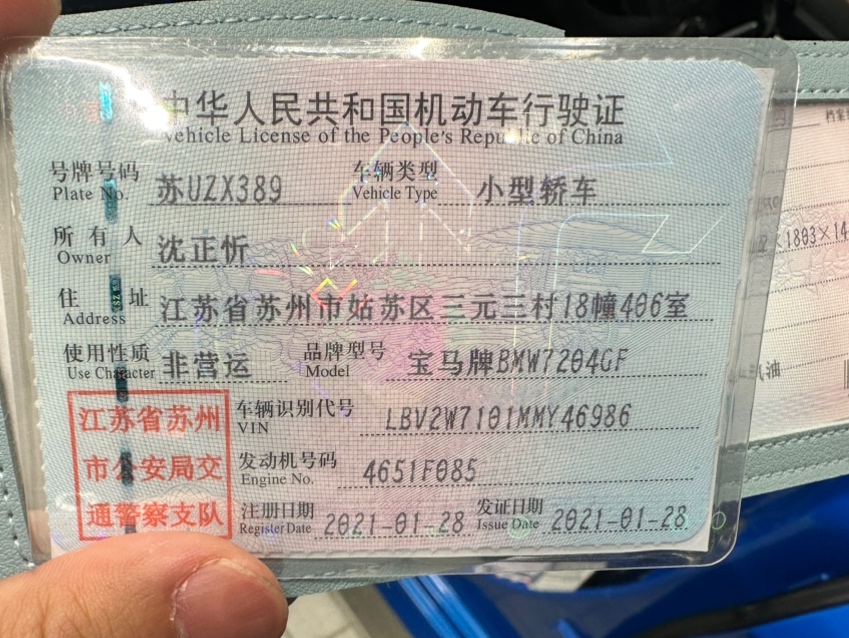 中华人民共和国机动车行驶证
Vehicle License of the People's Republic of China
号牌号码 苏UZX389 车辆类型 小型轿车
Plate No. Vehicle Type
所有人 沈正忻
Owner
住址 江苏省苏州市姑苏区三元三村18幢406室
Address
使用性质 非营运 品牌型号 宝马牌BMW7204GF
Use Character Model
江苏省苏州 车辆识别代号 LBV2W7101MMY46986
VIN
市公安局交 发动机号码 4651F085
Engine No.
通警察支队 注册日期 2021-01-28 发证日期 2021-01-28
Register Date Issue Date
档案
×1803×14
油